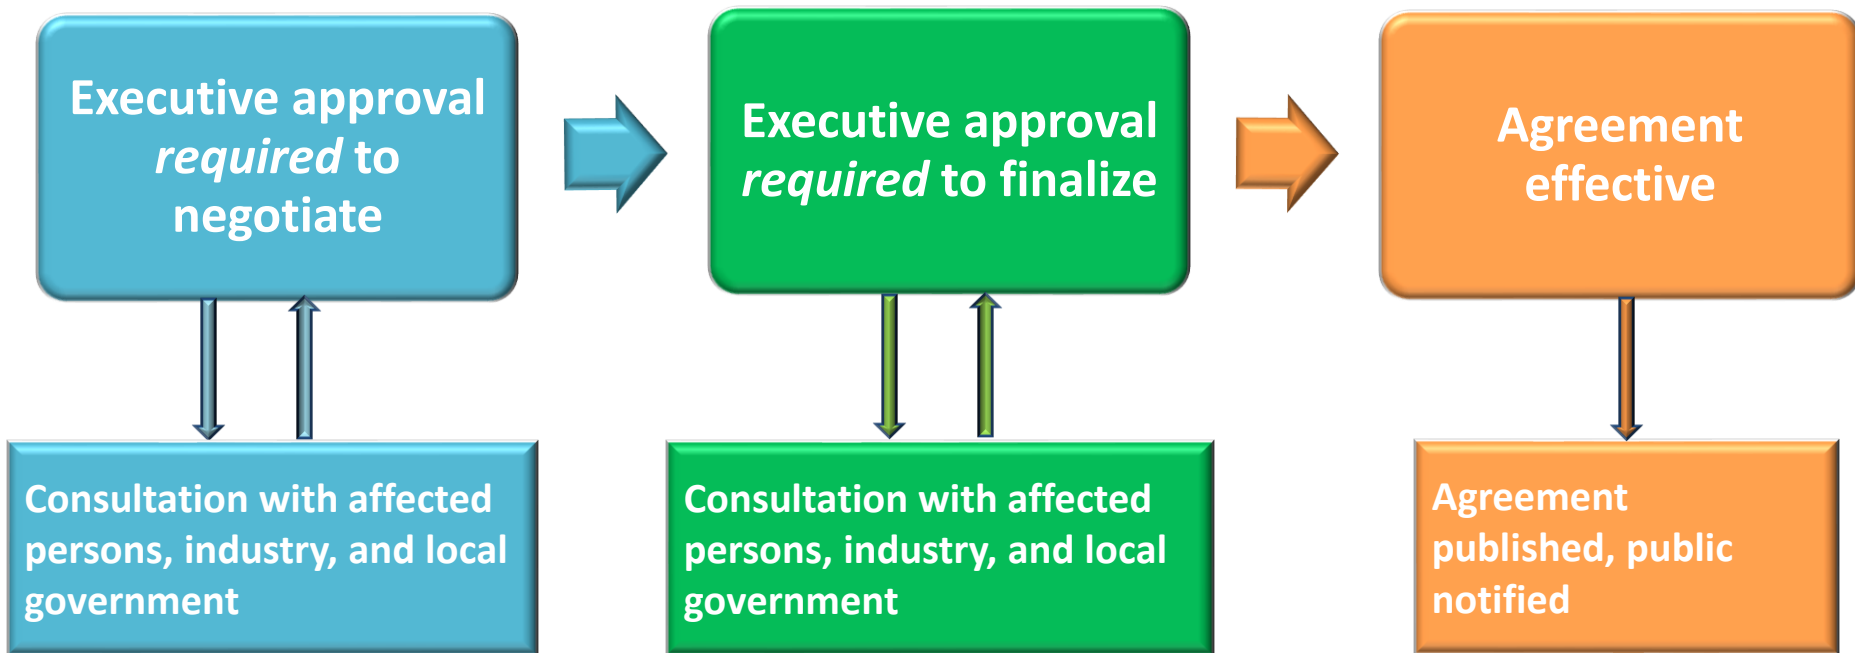 Executive approval
required to
negotiate
Executive approval
required to finalize
Agreement
effective
Consultation with affected
persons, industry, and local
government
Consultation with affected
persons, industry, and local
government
Agreement
published, public
notified